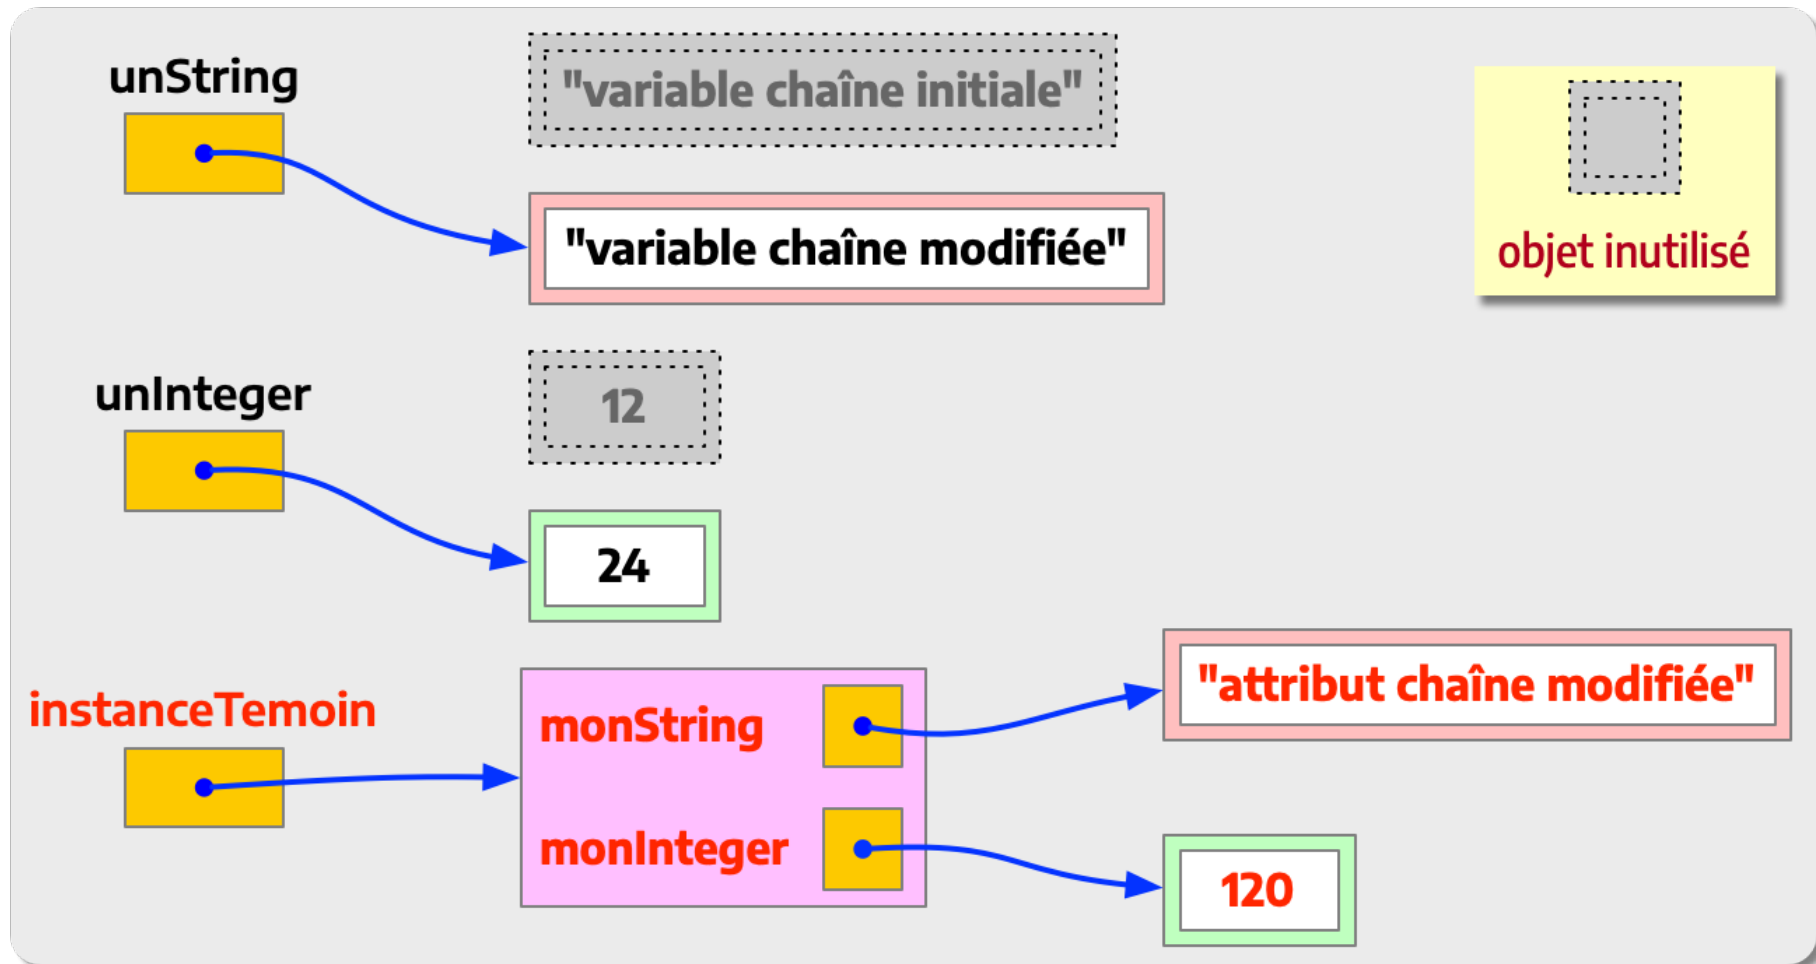 unString
"variable chaîne initiale"
"variable chaîne modifiée"
objet inutilisé
unInteger
12
24
instanceTemoin
monString
"attribut chaîne modifiée"
monInteger
120